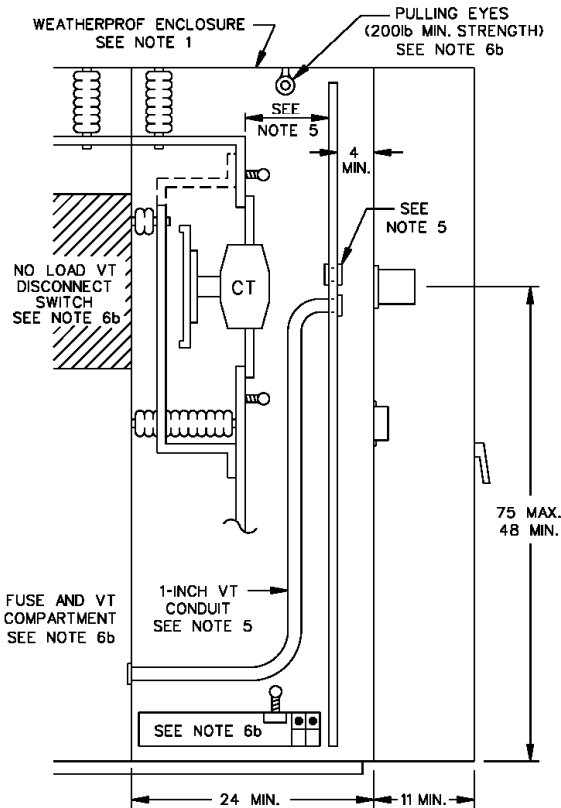 WEATHERPROF ENCLOSURE
SEE NOTE 1
PULLING EYES
(200lb MIN. STRENGTH)
SEE NOTE 6b
SEE
NOTE 5
4
MIN.
SEE
NOTE 5
NO LOAD VT
DISCONNECT
SWITCH
SEE NOTE 6b
CT
75 MAX.
48 MIN.
1-INCH VT
CONDUIT
SEE NOTE 5
FUSE AND VT
COMPARTMENT
SEE NOTE 6b
SEE NOTE 6b
24 MIN.
11 MIN.